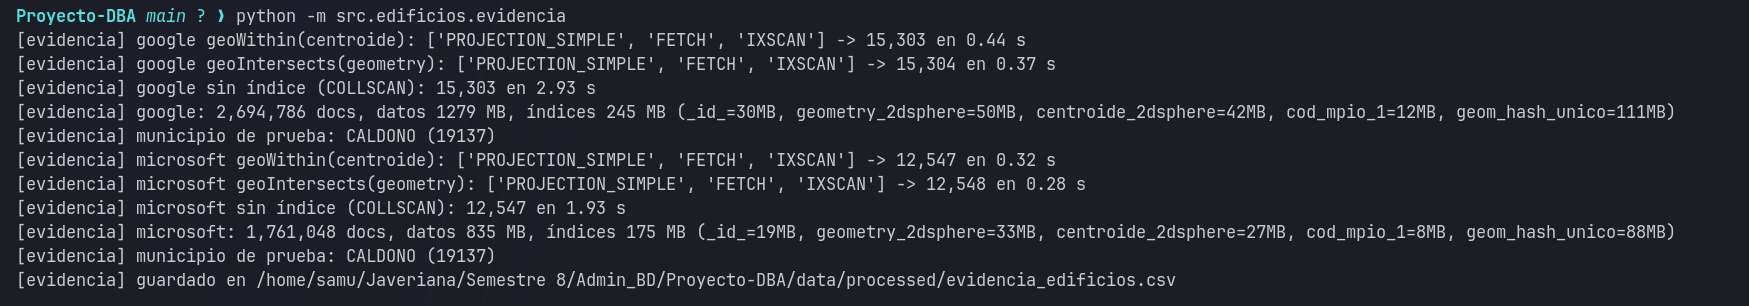 Proyecto-DBA main ? ❯ python -m src.edificios.evidencia
[evidencia] google geoWithin(centroide): ['PROJECTION_SIMPLE', 'FETCH', 'IXSCAN'] -> 15,303 en 0.44 s
[evidencia] google geoIntersects(geometry): ['PROJECTION_SIMPLE', 'FETCH', 'IXSCAN'] -> 15,304 en 0.37 s
[evidencia] google sin índice (COLLSCAN): 15,303 en 2.93 s
[evidencia] google: 2,694,786 docs, datos 1279 MB, índices 245 MB (_id_=30MB, geometry_2dsphere=50MB, centroide_2dsphere=42MB, cod_mpio_1=12MB, geom_hash_unico=111MB)
[evidencia] municipio de prueba: CALDONO (19137)
[evidencia] microsoft geoWithin(centroide): ['PROJECTION_SIMPLE', 'FETCH', 'IXSCAN'] -> 12,547 en 0.32 s
[evidencia] microsoft geoIntersects(geometry): ['PROJECTION_SIMPLE', 'FETCH', 'IXSCAN'] -> 12,548 en 0.28 s
[evidencia] microsoft sin índice (COLLSCAN): 12,547 en 1.93 s
[evidencia] microsoft: 1,761,048 docs, datos 835 MB, índices 175 MB (_id_=19MB, geometry_2dsphere=33MB, centroide_2dsphere=27MB, cod_mpio_1=8MB, geom_hash_unico=88MB)
[evidencia] municipio de prueba: CALDONO (19137)
[evidencia] guardado en /home/samu/Javeriana/Semestre 8/Admin_BD/Proyecto-DBA/data/processed/evidencia_edificios.csv